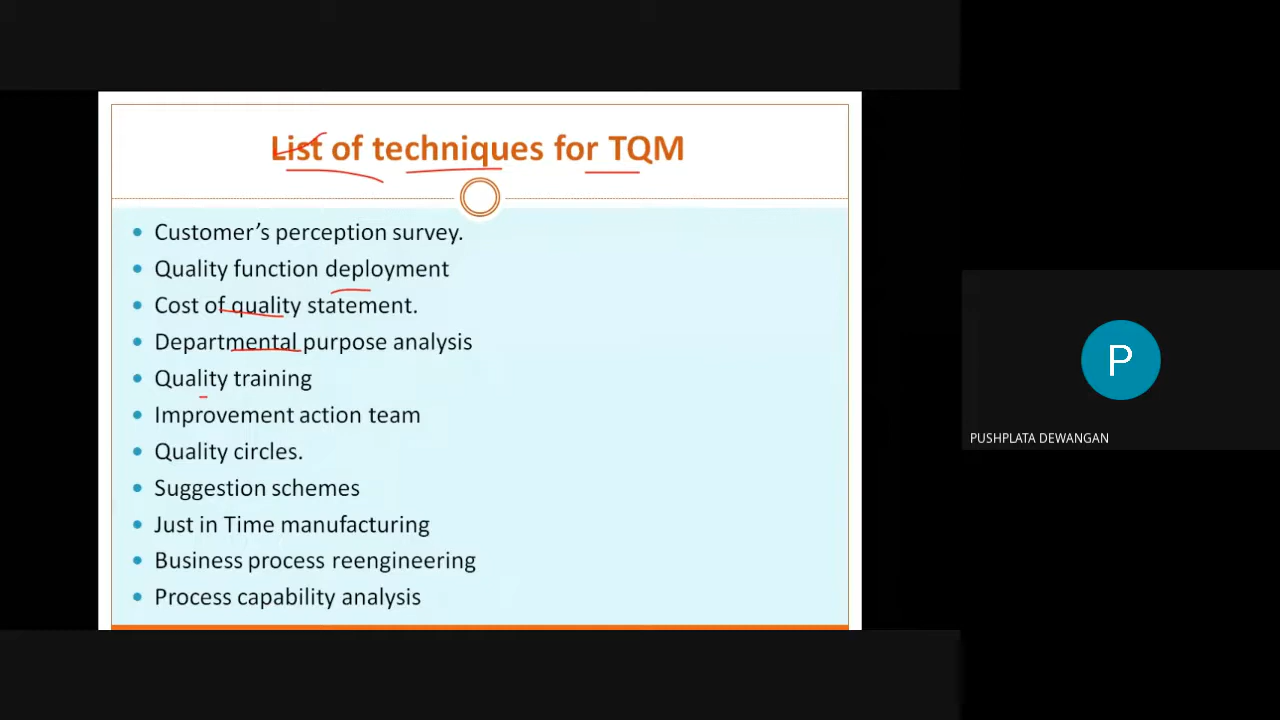 List of techniques for TQM
Customer’s perception survey.
Quality function deployment
Cost of quality statement.
Departmental purpose analysis
Quality training
Improvement action team
Quality circles.
Suggestion schemes
Just in Time manufacturing
Business process reengineering
Process capability analysis
P
PUSHPLATA DEWANGAN